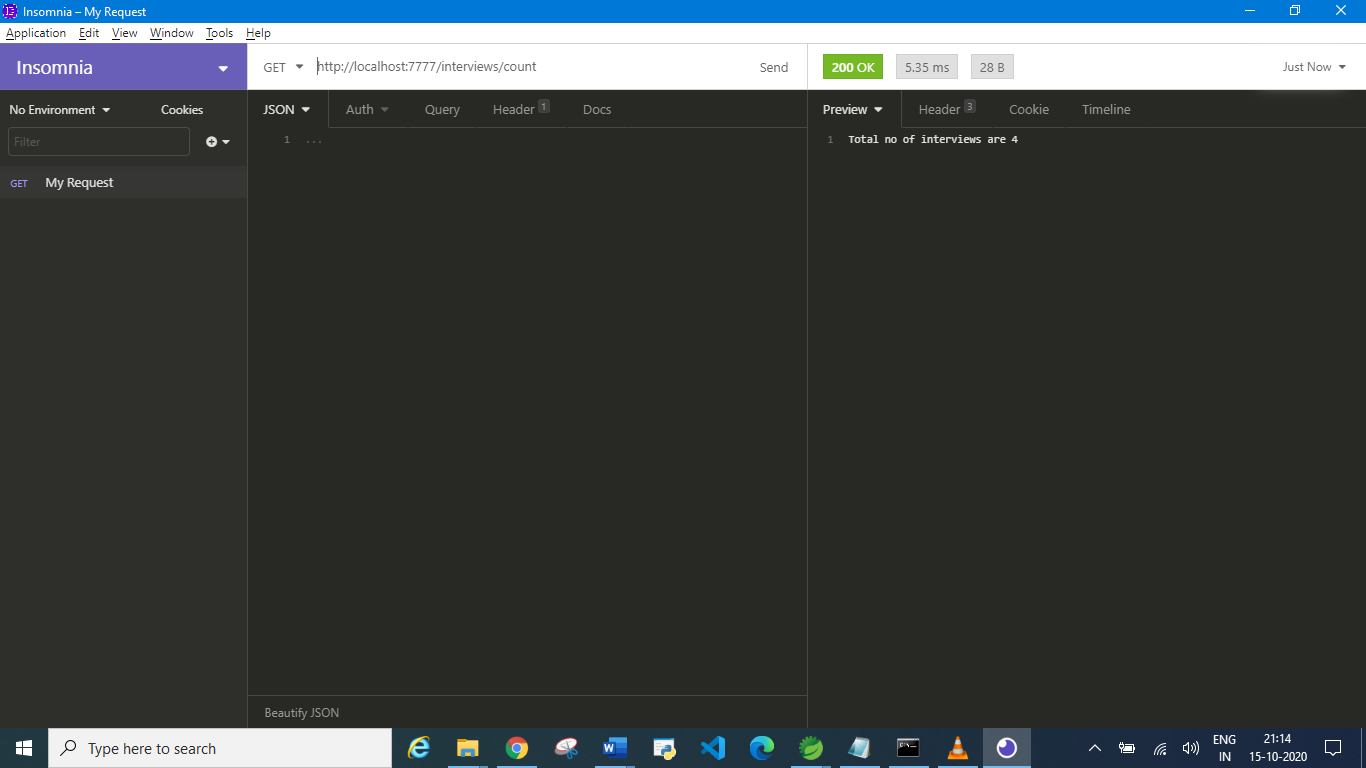 Insomnia – My Request
Application Edit View Window Tools Help
Insomnia
GET http://localhost:7777/interviews/count Send
200 OK 5.35 ms 28 B Just Now
No Environment Cookies
JSON Auth Query Header 1 Docs
Preview Header 3 Cookie Timeline
Filter
1 ...
1 Total no of interviews are 4
GET My Request
Beautify JSON
Type here to search
ENG
IN
21:14
15-10-2020